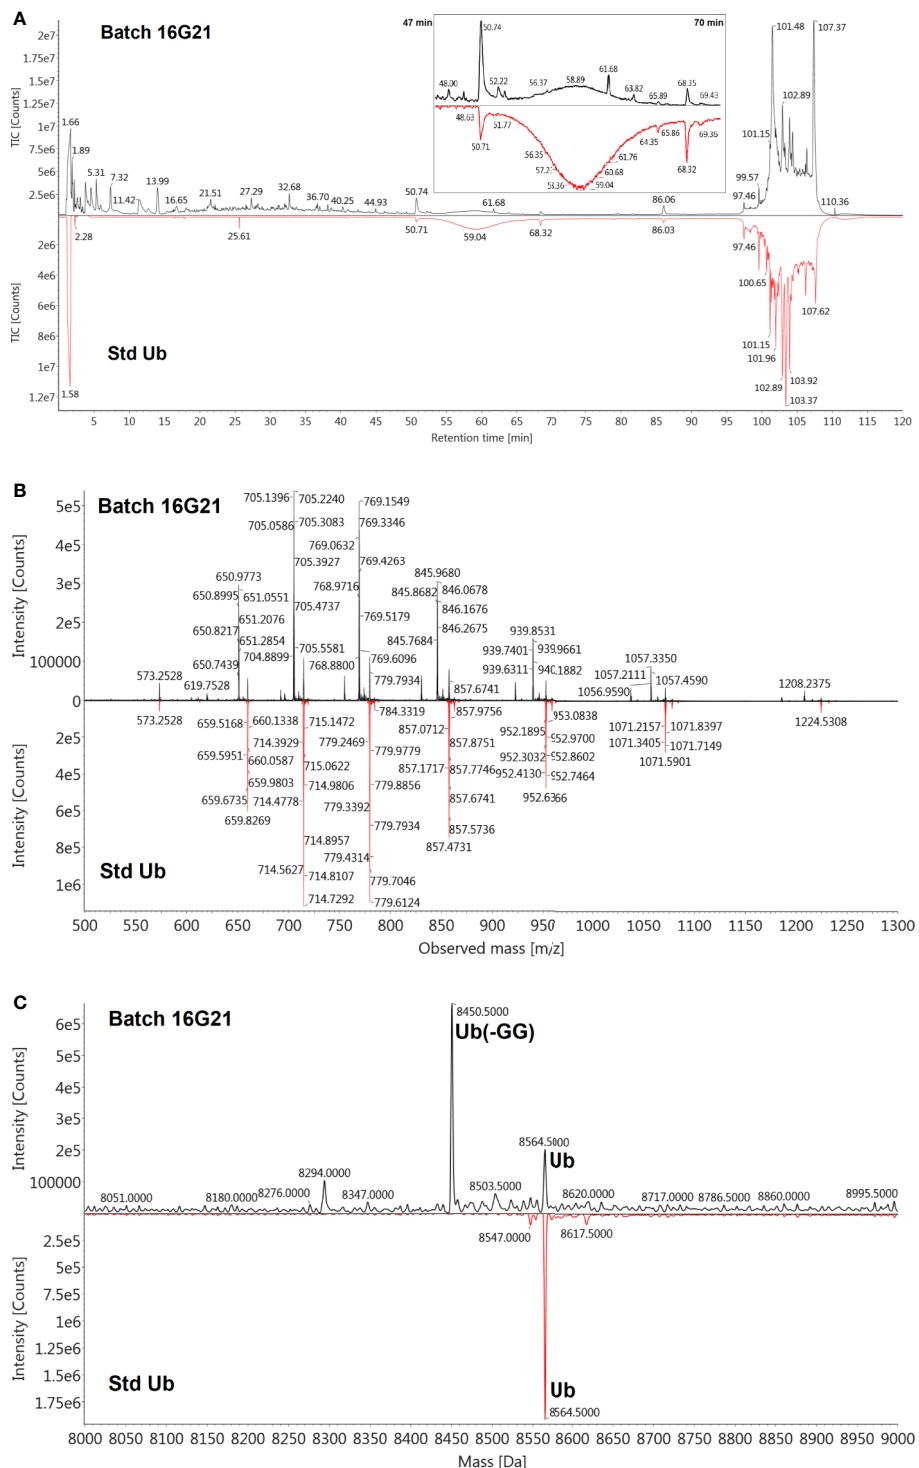 A
Batch 16G21
47 min
70 min
TIC [Counts]
2e7
1.75e7
1.5e7
1.25e7
1e7
7.5e6
5e6
2.5e6
1.66
1.89
5.31
7.32
11.42
13.99
16.65
21.51
27.29
32.68
36.70
40.25
44.93
50.74
61.68
86.06
97.46
99.57
101.15
101.48
102.89
107.37
110.36
48.00
50.74
52.22
56.37
58.89
61.68
63.82
65.89
68.35
69.43
48.63
50.71
51.77
56.35
59.04
60.68
61.76
64.35
65.86
68.32
69.36
TIC [Counts]
2e6
4e6
6e6
8e6
1e7
1.2e7
Std Ub
1.58
2.28
25.61
50.71
59.04
68.32
86.03
97.46
100.65
101.15
101.96
102.89
103.37
103.92
107.62
5 10 15 20 25 30 35 40 45 50 55 60 65 70 75 80 85 90 95 100 105 110 115 120
Retention time [min]
B
Batch 16G21
Intensity [Counts]
5e5
4e5
3e5
2e5
100000
0
573.2528
619.7528
650.9773
650.8995
651.0551
651.2076
650.8217
651.2854
650.7439
704.8899
705.1396
705.2240
705.0586
705.3083
705.3927
705.4737
705.5581
769.1549
769.3346
769.0632
769.4263
768.9716
769.5179
768.8800
769.6096
779.7934
845.9680
845.8682
846.0678
846.1676
845.7684
846.2675
857.6741
939.8531
939.7401
939.9661
939.6311
940.1882
1057.3350
1057.2111
1057.4590
1056.9590
1208.2375
Intensity [Counts]
2e5
4e5
6e5
8e5
1e6
Std Ub
573.2528
659.5168
660.1338
659.5951
660.0587
659.9803
659.6735
659.8269
715.1472
714.3929
715.0622
714.9806
714.4778
714.8957
714.5627
714.8107
714.7292
784.3319
779.2469
779.9779
779.8856
779.3392
779.7934
779.4314
779.7046
779.6124
857.9756
857.0712
857.8751
857.1717
857.7746
857.6741
857.5736
857.4731
953.0838
952.1895
952.9700
952.3032
952.8602
952.4130
952.7464
1071.2157
1071.8397
1071.3405
1071.7149
1071.5901
1224.5308
500 550 600 650 700 750 800 850 900 950 1000 1050 1100 1150 1200 1250 1300
Observed mass [m/z]
C
Batch 16G21
Intensity [Counts]
6e5
5e5
4e5
3e5
2e5
100000
8450.5000
Ub(-GG)
8564.5000
Ub
8051.0000
8180.0000
8276.0000
8294.0000
8347.0000
8503.5000
8620.0000
8717.0000
8786.5000
8860.0000
8995.5000
Intensity [Counts]
2.5e5
5e5
7.5e5
1e6
1.25e6
1.5e6
1.75e6
8547.0000
8617.5000
Std Ub
Ub
8564.5000
8000 8050 8100 8150 8200 8250 8300 8350 8400 8450 8500 8550 8600 8650 8700 8750 8800 8850 8900 8950 9000
Mass [Da]